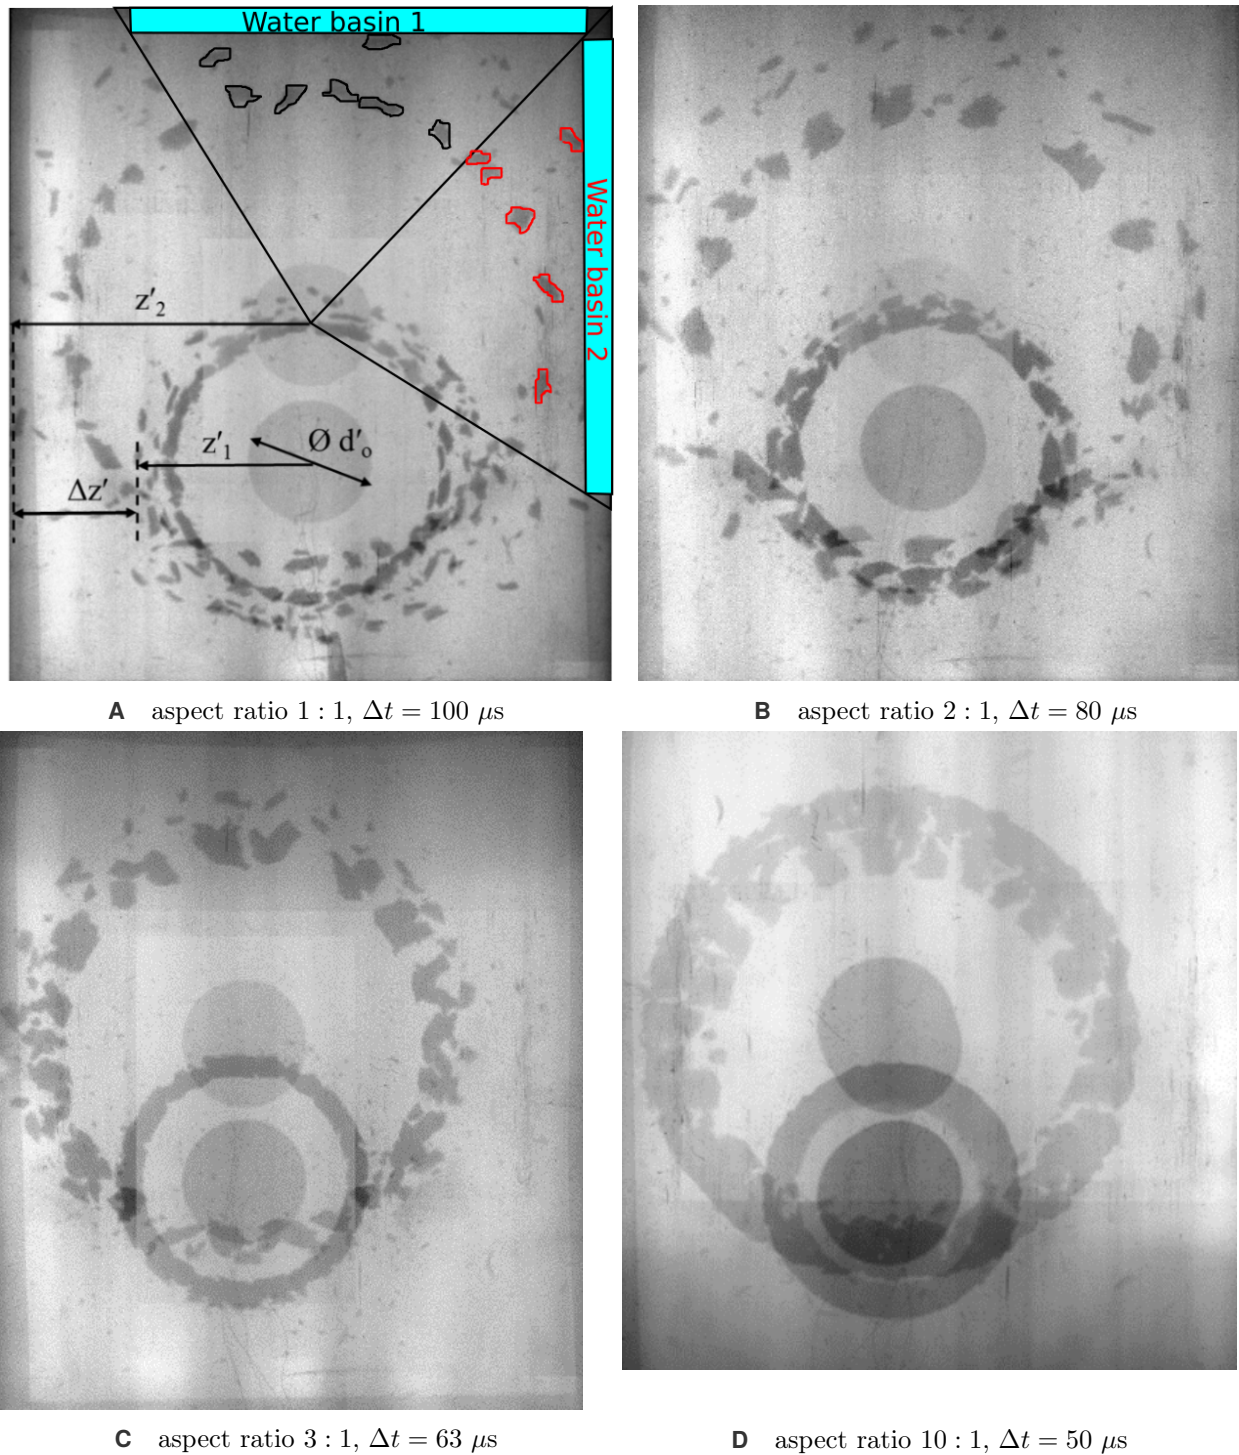 Water basin 1
Water basin 2
z′₂
z′₁
Ø d′ₒ
Δz′
A aspect ratio 1 : 1, Δt = 100 μs
B aspect ratio 2 : 1, Δt = 80 μs
C aspect ratio 3 : 1, Δt = 63 μs
D aspect ratio 10 : 1, Δt = 50 μs